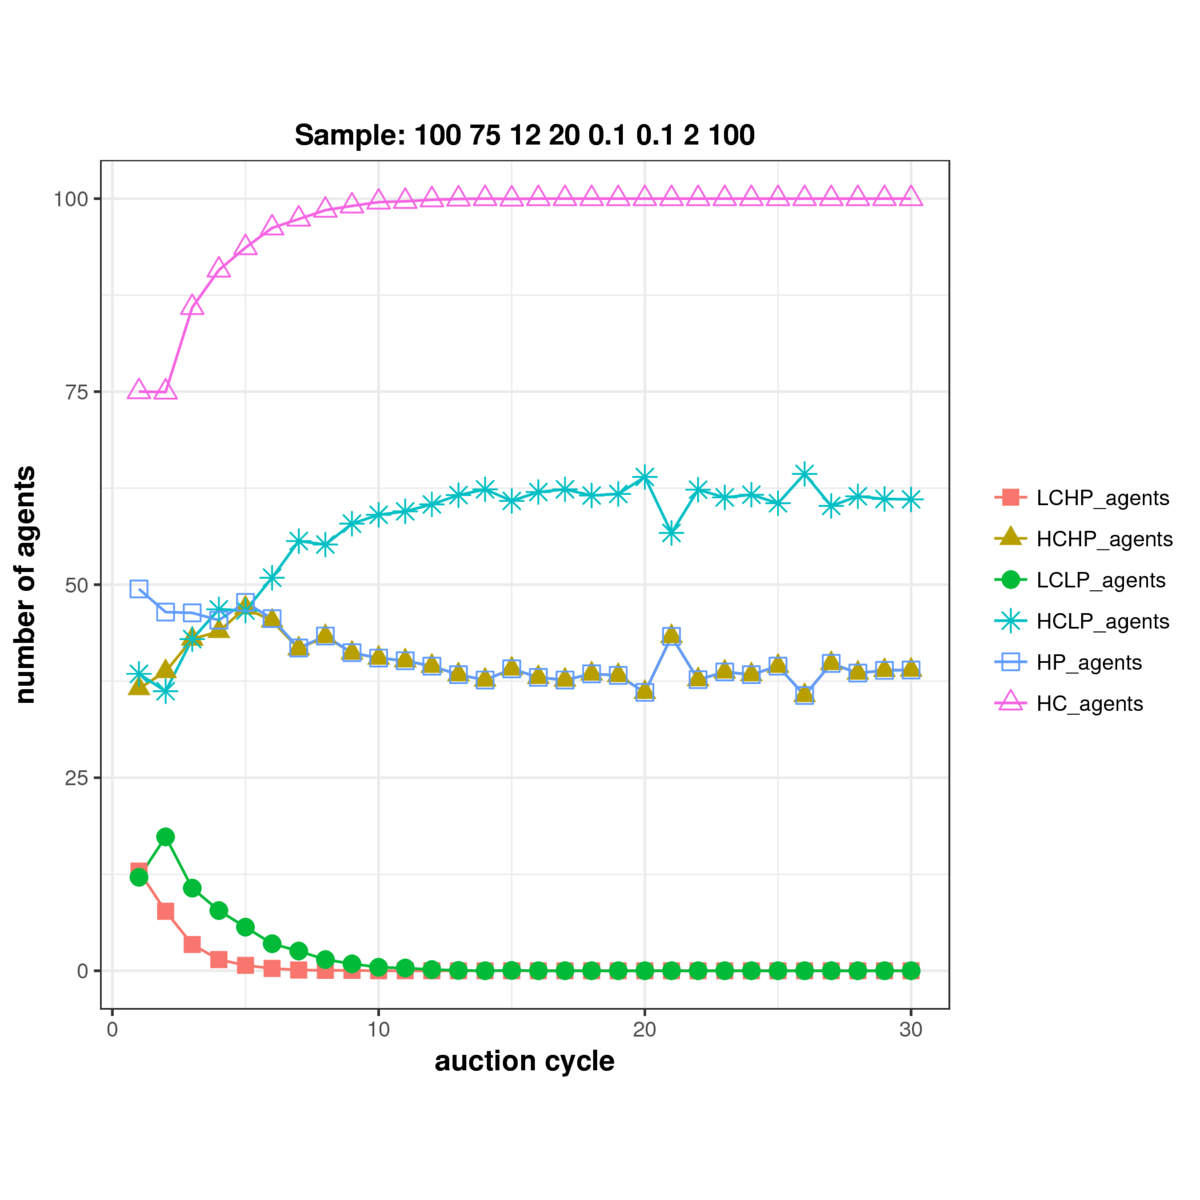 Sample: 100 75 12 20 0.1 0.1 2 100
number of agents
100
75
50
25
0
0 10 20 30
auction cycle
LCHP_agents
HCHP_agents
LCLP_agents
HCLP_agents
HP_agents
HC_agents